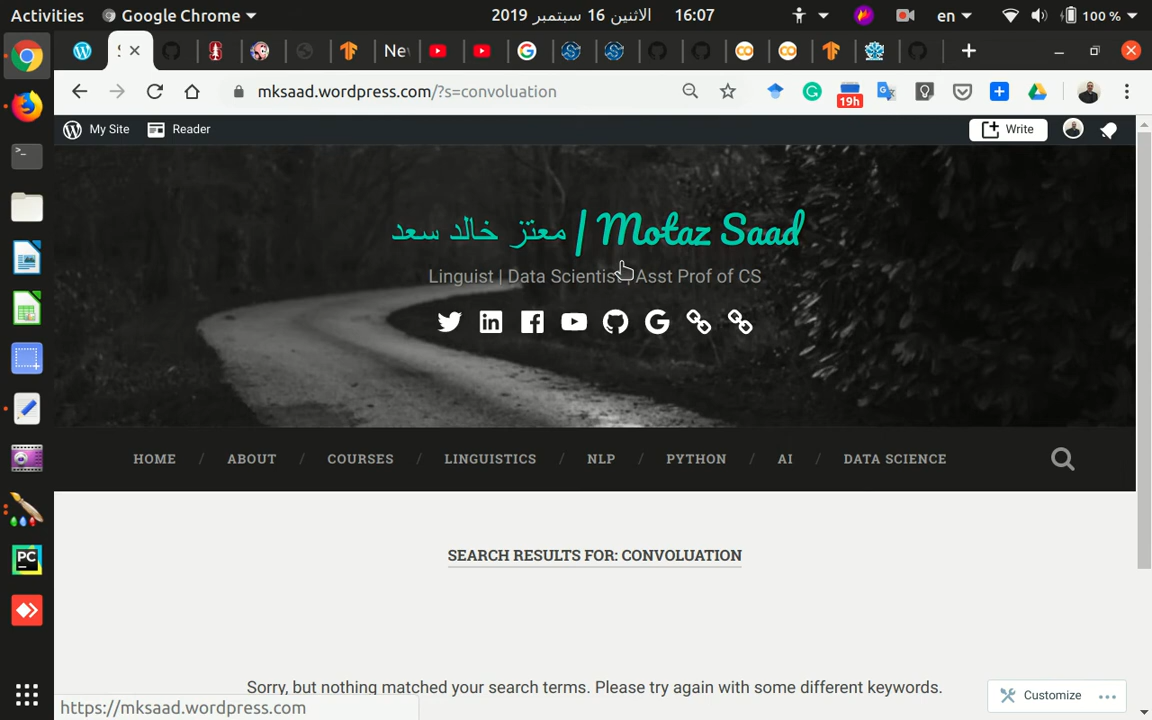 Activities
Google Chrome
الاثنين 16 سبتمبر 2019
16:07
en
100 %
New
mksaad.wordpress.com/?s=convoluation
19h
My Site
Reader
Write
معتز خالد سعد | Motaz Saad
Linguist | Data Scientist | Asst Prof of CS
HOME / ABOUT / COURSES / LINGUISTICS / NLP / PYTHON / AI / DATA SCIENCE
SEARCH RESULTS FOR: CONVOLUATION
Sorry, but nothing matched your search terms. Please try again with some different keywords.
Customize
https://mksaad.wordpress.com
PC